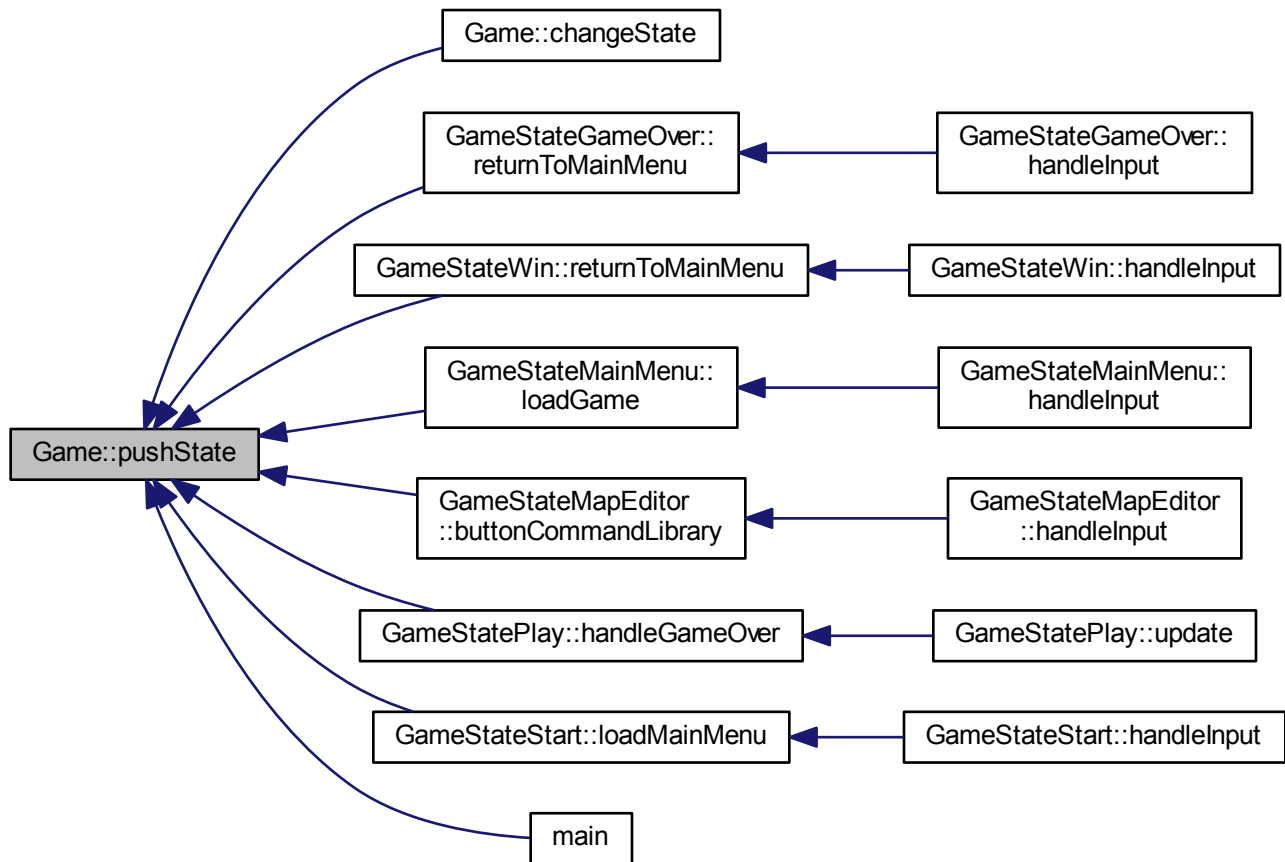 Game::changeState
GameStateGameOver::
returnToMainMenu
GameStateGameOver::
handleInput
GameStateWin::returnToMainMenu
GameStateWin::handleInput
GameStateMainMenu::
loadGame
GameStateMainMenu::
handleInput
Game::pushState
GameStateMapEditor
::buttonCommandLibrary
GameStateMapEditor
::handleInput
GameStatePlay::handleGameOver
GameStatePlay::update
GameStateStart::loadMainMenu
GameStateStart::handleInput
main